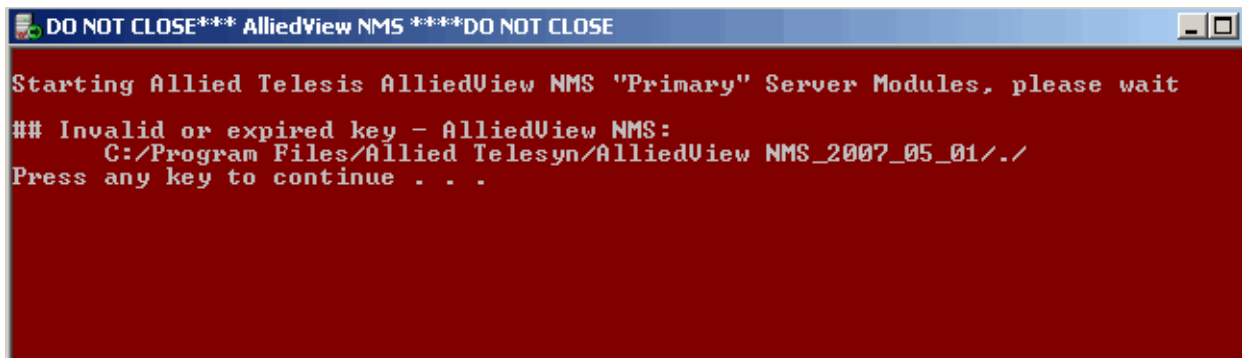 DO NOT CLOSE*** AlliedView NMS ****DO NOT CLOSE
Starting Allied Telesis AlliedView NMS "Primary" Server Modules, please wait
## Invalid or expired key - AlliedView NMS:
C:/Program Files/Allied Telesyn/AlliedView NMS_2007_05_01/./
Press any key to continue . . .